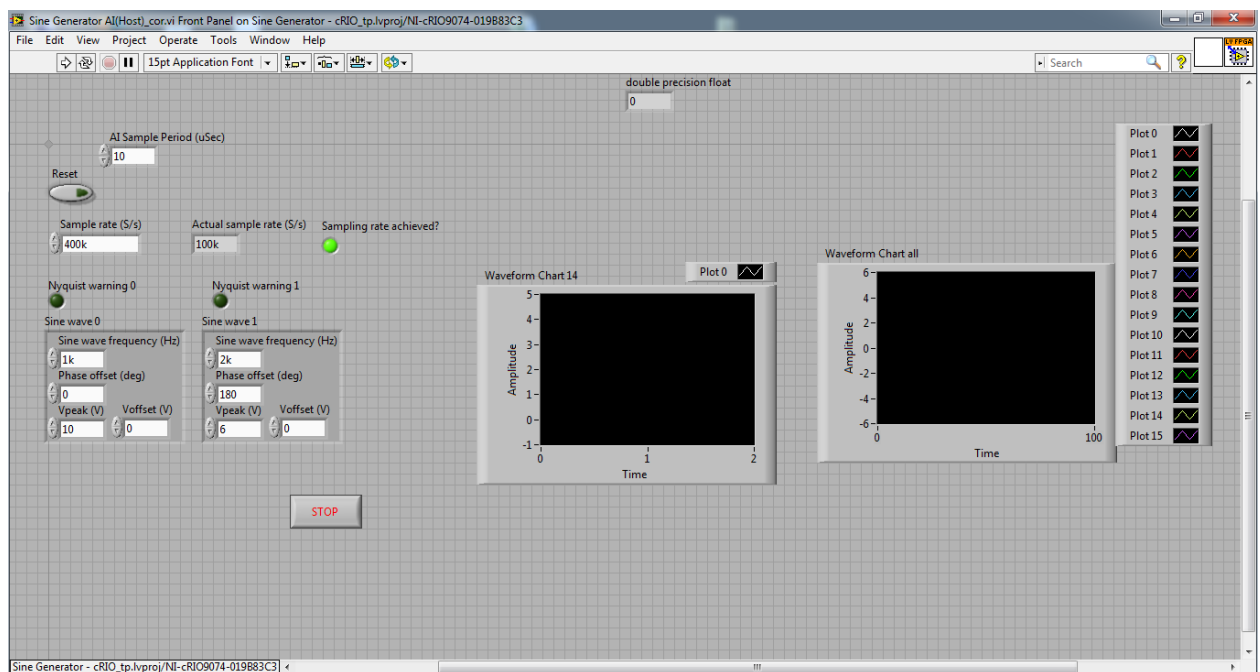 Sine Generator AI(Host)_cor.vi Front Panel on Sine Generator - cRIO_tp.lvproj/NI-cRIO9074-019B83C3
File Edit View Project Operate Tools Window Help
15pt Application Font
Search
LV FPGA
double precision float
0
AI Sample Period (uSec)
10
Reset
Sample rate (S/s)
400k
Actual sample rate (S/s)
100k
Sampling rate achieved?
Nyquist warning 0
Nyquist warning 1
Sine wave 0
Sine wave frequency (Hz)
1k
Phase offset (deg)
0
Vpeak (V) Voffset (V)
10 0
Sine wave 1
Sine wave frequency (Hz)
2k
Phase offset (deg)
180
Vpeak (V) Voffset (V)
6 0
STOP
Waveform Chart 14
Plot 0
Amplitude
5
4
3
2
1
0
-1
0 1 2
Time
Waveform Chart all
Amplitude
6
4
2
0
-2
-4
-6
0 100
Time
Plot 0
Plot 1
Plot 2
Plot 3
Plot 4
Plot 5
Plot 6
Plot 7
Plot 8
Plot 9
Plot 10
Plot 11
Plot 12
Plot 13
Plot 14
Plot 15
Sine Generator - cRIO_tp.lvproj/NI-cRIO9074-019B83C3